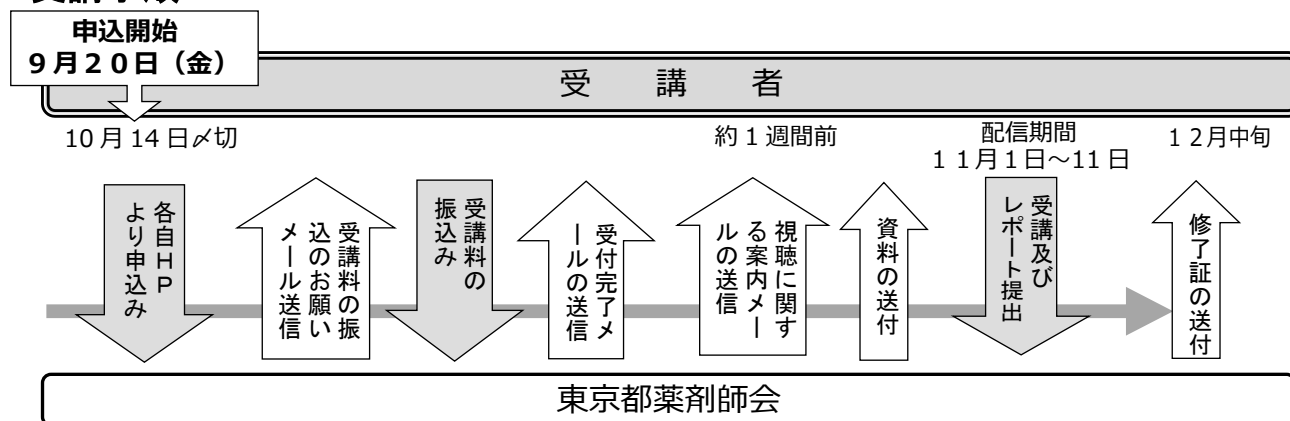 申込開始
9月20日（金）
受　講　者
10月14日〆切
約1週間前
配信期間
11月1日～11日
12月中旬
各自HP
より申込み
受講料の振
込のお願い
メール送信
受講料の
振込み
受付完了メ
ールの送信
視聴に関す
る案内メー
ルの送信
資料の送付
受講及び
レポート提出
修了証の送付
東京都薬剤師会